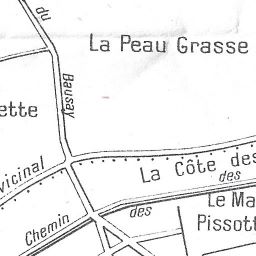 du
La Peau Grasse
Bausay
ette
vicinal
La Côte des
des
Le Ma
Chemin
des
Pissott